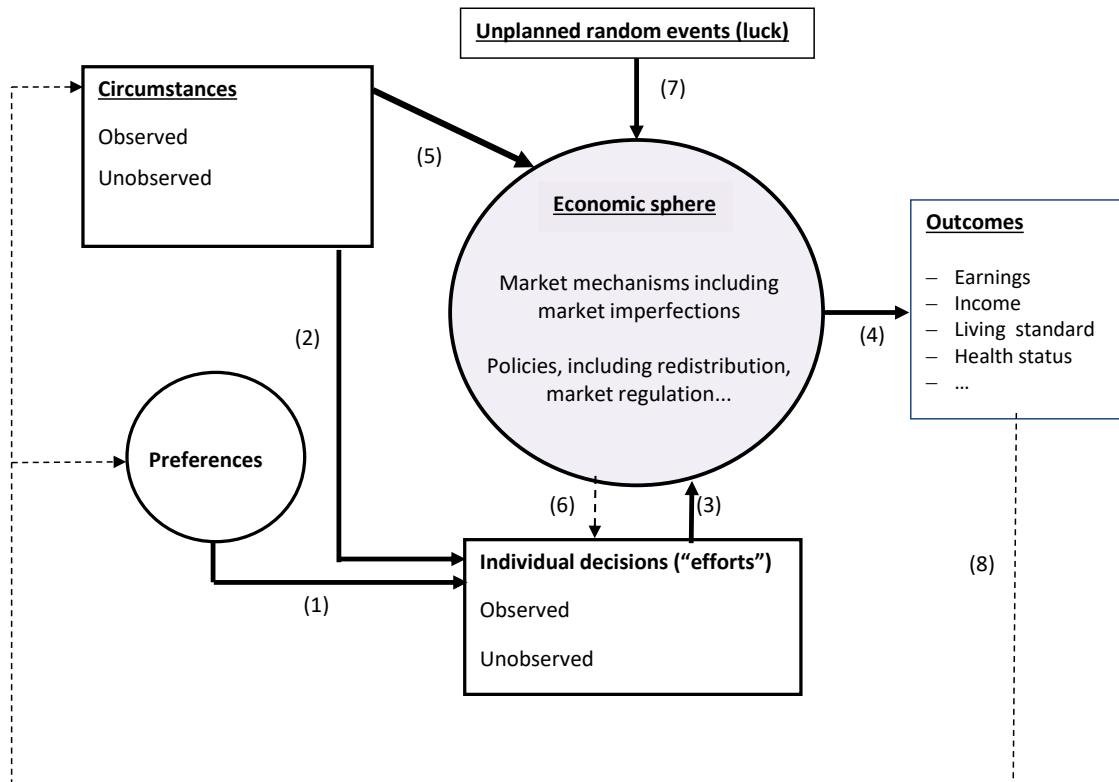 Unplanned random events (luck)
(7)
Circumstances
Observed
Unobserved
(5)
Economic sphere
Market mechanisms including
market imperfections
Policies, including redistribution,
market regulation...
Outcomes
– Earnings
– Income
– Living standard
– Health status
– ...
(4)
(2)
Preferences
(6)
(3)
Individual decisions (“efforts”)
Observed
Unobserved
(1)
(8)